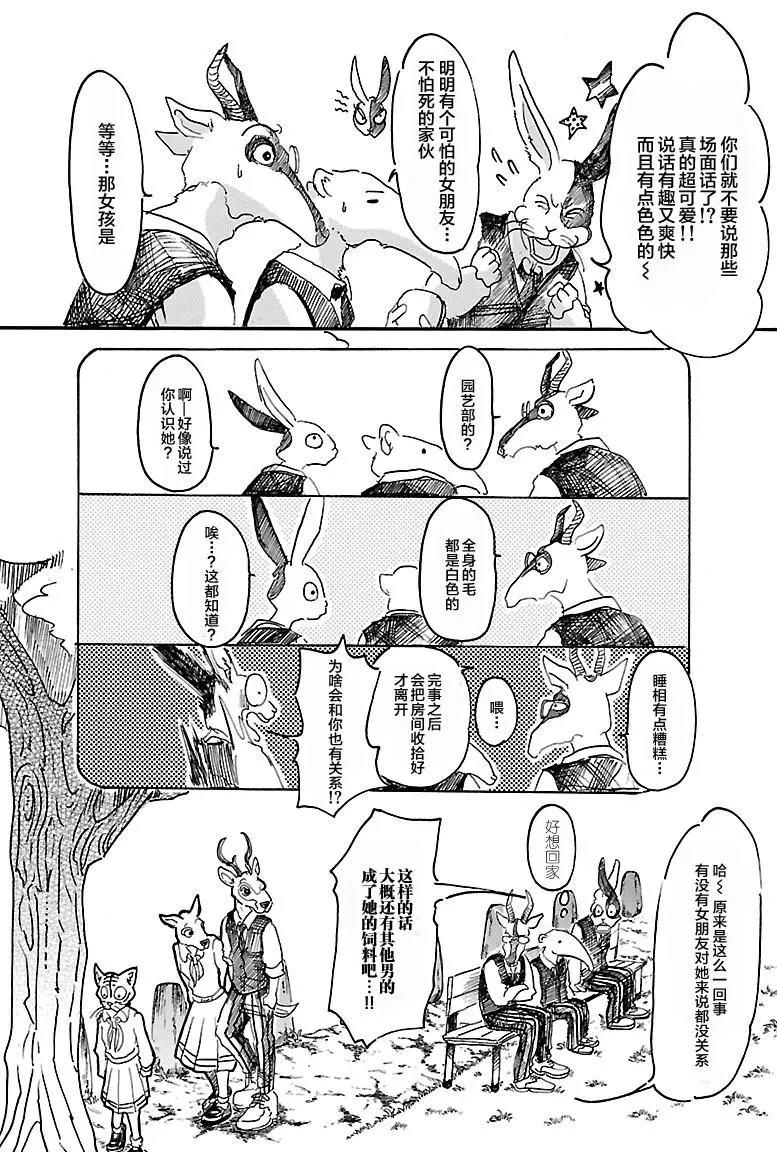 你们就不要说那些
场面话了!?
真的超可爱!!
说话有趣又爽快
而且有点色色的～
明明有个可怕的女朋友…
不怕死的家伙
等等…那女孩是
园艺部的?
啊—好像说过
你认识她?
全身的毛
都是白色的
唉…?这都知道?
睡相有点糟糕…
喂…
完事之后
会把房间收拾好
才离开
为啥会和你也有关系!?
哈～原来是这么一回事
有没有女朋友对她来说都没关系
好想回家
这样的话
大概还有其他男的
成了她的饲料吧…!!